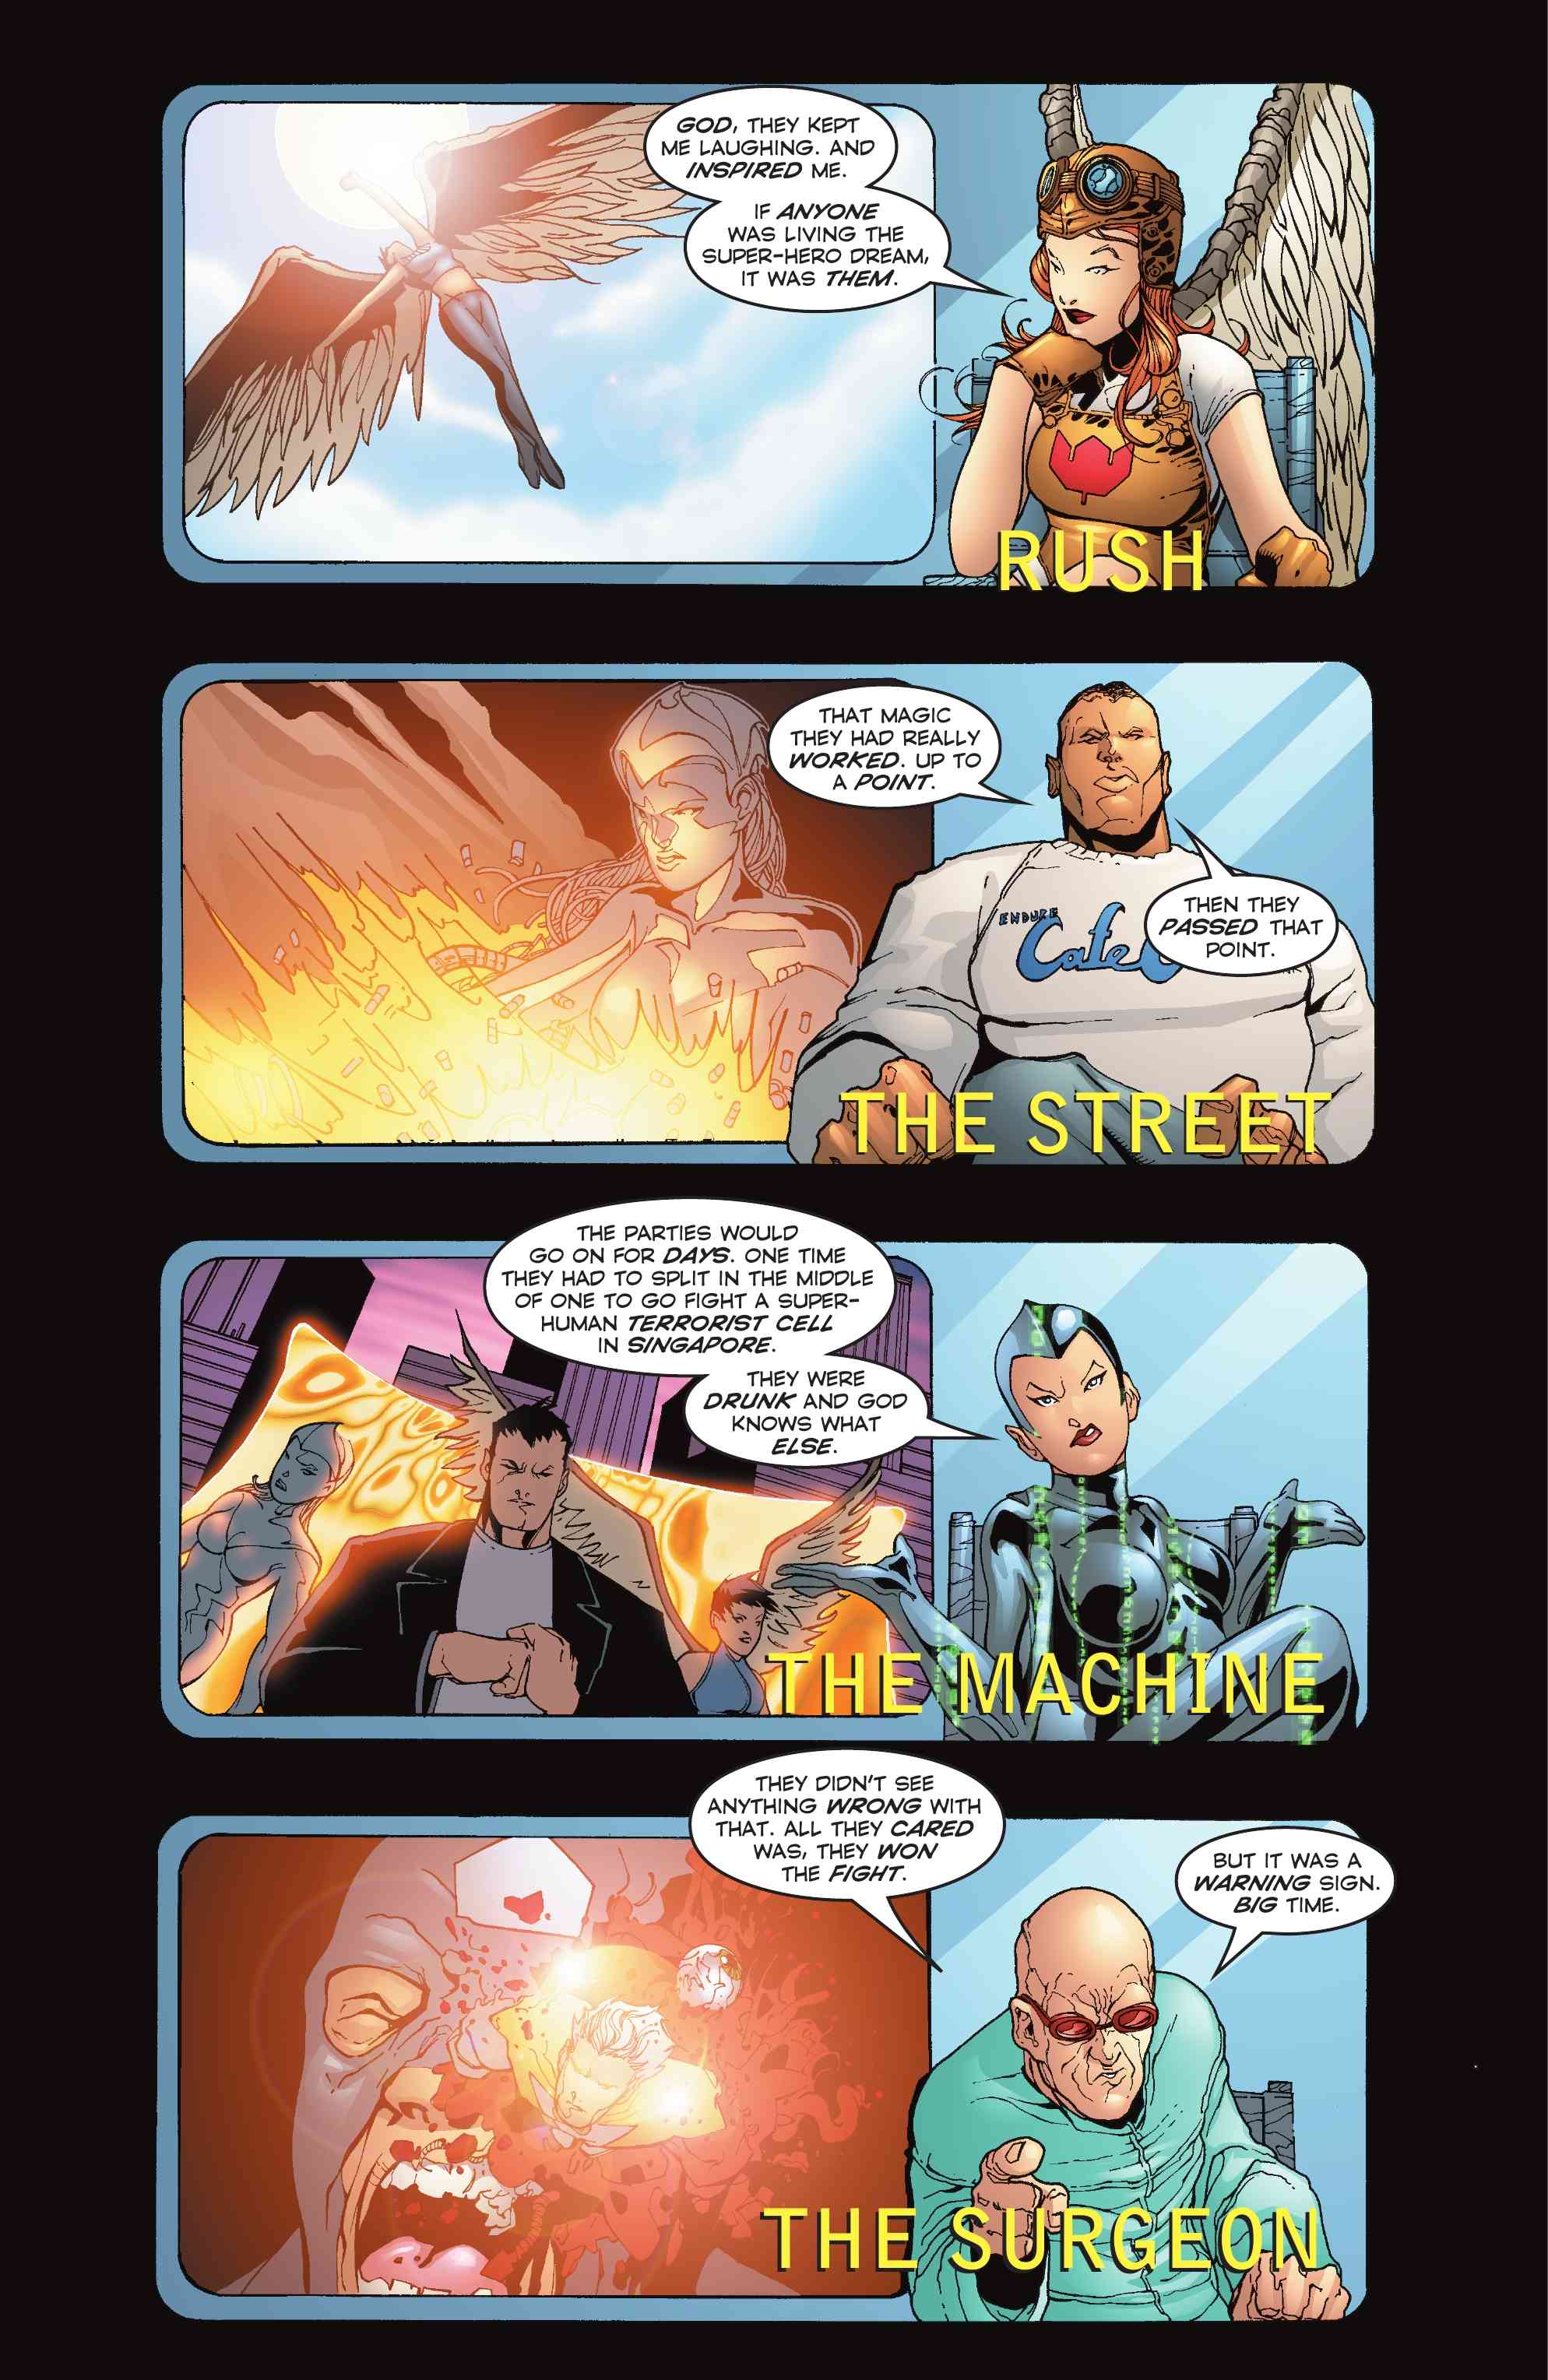 GOD, THEY KEPT
ME LAUGHING. AND
INSPIRED ME.
IF ANYONE
WAS LIVING THE
SUPER-HERO DREAM,
IT WAS THEM.
RUSH
THAT MAGIC
THEY HAD REALLY
WORKED. UP TO
A POINT.
ENDURE
THEN THEY
PASSED THAT
POINT.
THE STREET
THE PARTIES WOULD
GO ON FOR DAYS. ONE TIME
THEY HAD TO SPLIT IN THE MIDDLE
OF ONE TO GO FIGHT A SUPER-
HUMAN TERRORIST CELL
IN SINGAPORE.
THEY WERE
DRUNK AND GOD
KNOWS WHAT
ELSE.
THE MACHINE
THEY DIDN'T SEE
ANYTHING WRONG WITH
THAT. ALL THEY CARED
WAS, THEY WON
THE FIGHT.
BUT IT WAS A
WARNING SIGN.
BIG TIME.
THE SURGEON